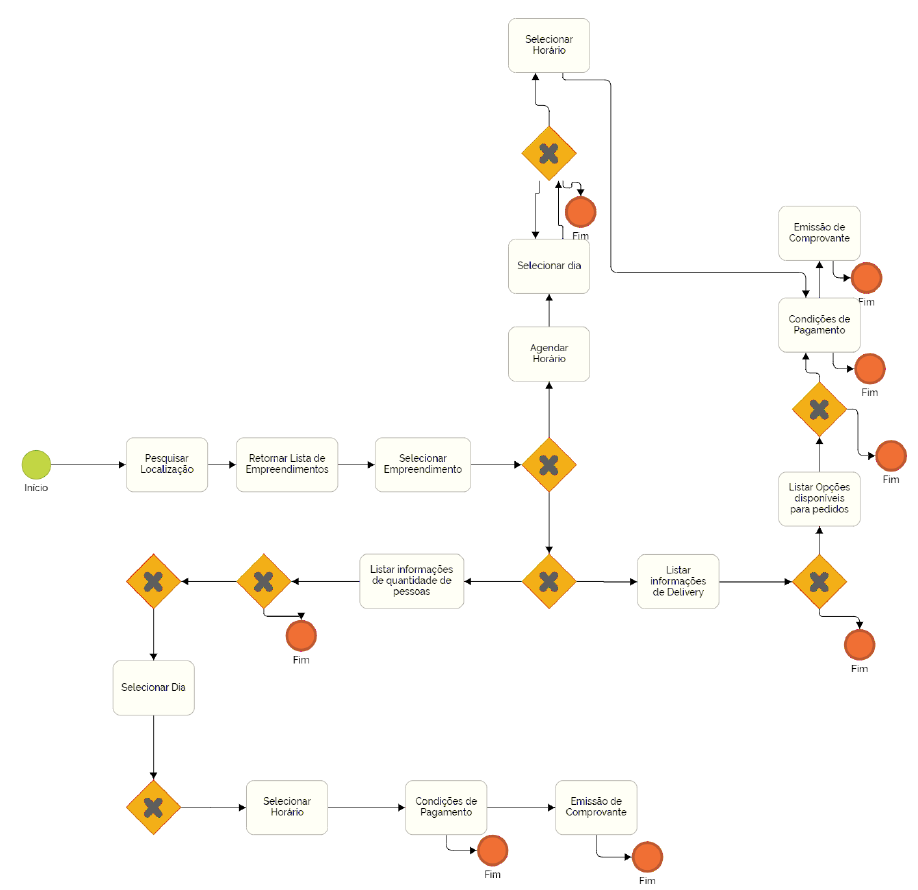 Selecionar
Horário
Fim
Selecionar dia
Emissão de
Comprovante
Fim
Condições de
Pagamento
Fim
Agendar
Horário
Pesquisar
Localização
Retornar Lista de
Empreendimentos
Selecionar
Empreendimento
Início
Fim
Listar Opções
disponíveis
para pedidos
Listar informações
de quantidade de
pessoas
Listar
informações
de Delivery
Fim
Fim
Selecionar Dia
Selecionar
Horário
Condições de
Pagamento
Emissão de
Comprovante
Fim
Fim